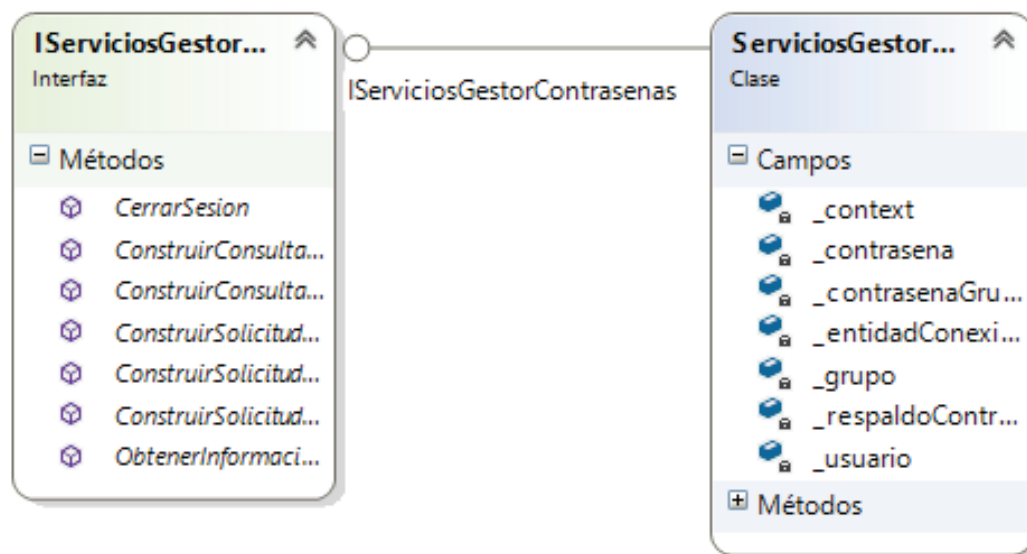 IServiciosGestor...
Interfaz
Métodos
CerrarSesion
ConstruirConsulta...
ConstruirConsulta...
ConstruirSolicitud...
ConstruirSolicitud...
ConstruirSolicitud...
ObtenerInformaci...
IServiciosGestorContrasenas
ServiciosGestor...
Clase
Campos
_context
_contrasena
_contrasenaGru...
_entidadConexi...
_grupo
_respaldoContr...
_usuario
Métodos